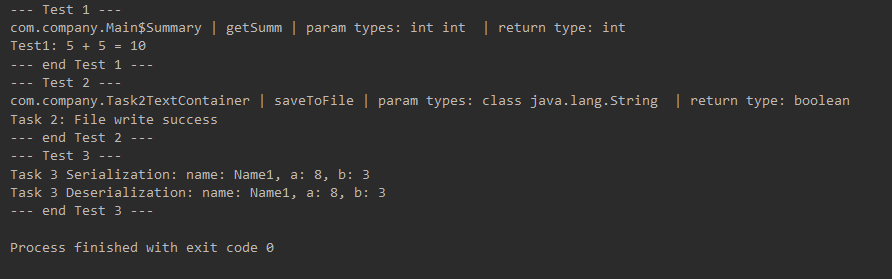 --- Test 1 ---
com.company.Main$Summary | getSumm | param types: int int  | return type: int
Test1: 5 + 5 = 10
--- end Test 1 ---
--- Test 2 ---
com.company.Task2TextContainer | saveToFile | param types: class java.lang.String  | return type: boolean
Task 2: File write success
--- end Test 2 ---
--- Test 3 ---
Task 3 Serialization: name: Name1, a: 8, b: 3
Task 3 Deserialization: name: Name1, a: 8, b: 3
--- end Test 3 ---
Process finished with exit code 0